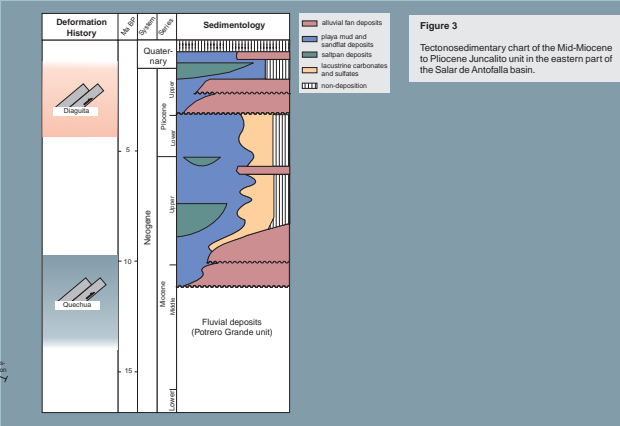 Deformation
History
Ma BP
System
Series
Sedimentology
Quater-
nary
Neogene
Pliocene
Upper
Lower
Miocene
Upper
Middle
Lower
5
10
15
Diaguita
Quechua
Fluvial deposits
(Potrero Grande unit)
alluvial fan deposits
playa mud and
sandflat deposits
saltpan deposits
lacustrine carbonates
and sulfates
non-deposition
Figure 3
Tectonosedimentary chart of the Mid-Miocene
to Pliocene Juncalito unit in the eastern part of
the Salar de Antofalla basin.